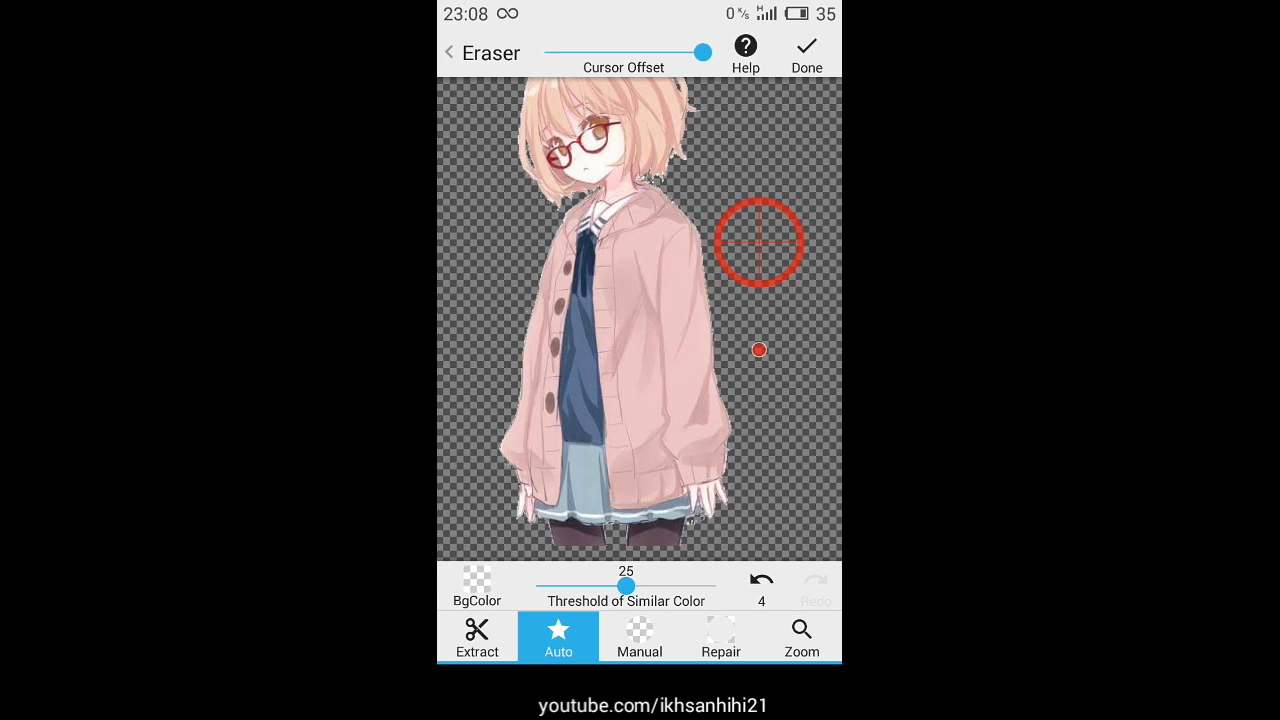 23:08 0 K/s H 35
Eraser Cursor Offset Help Done
25
BgColor Threshold of Similar Color 4 Redo
Extract Auto Manual Repair Zoom
youtube.com/ikhsanhihi21